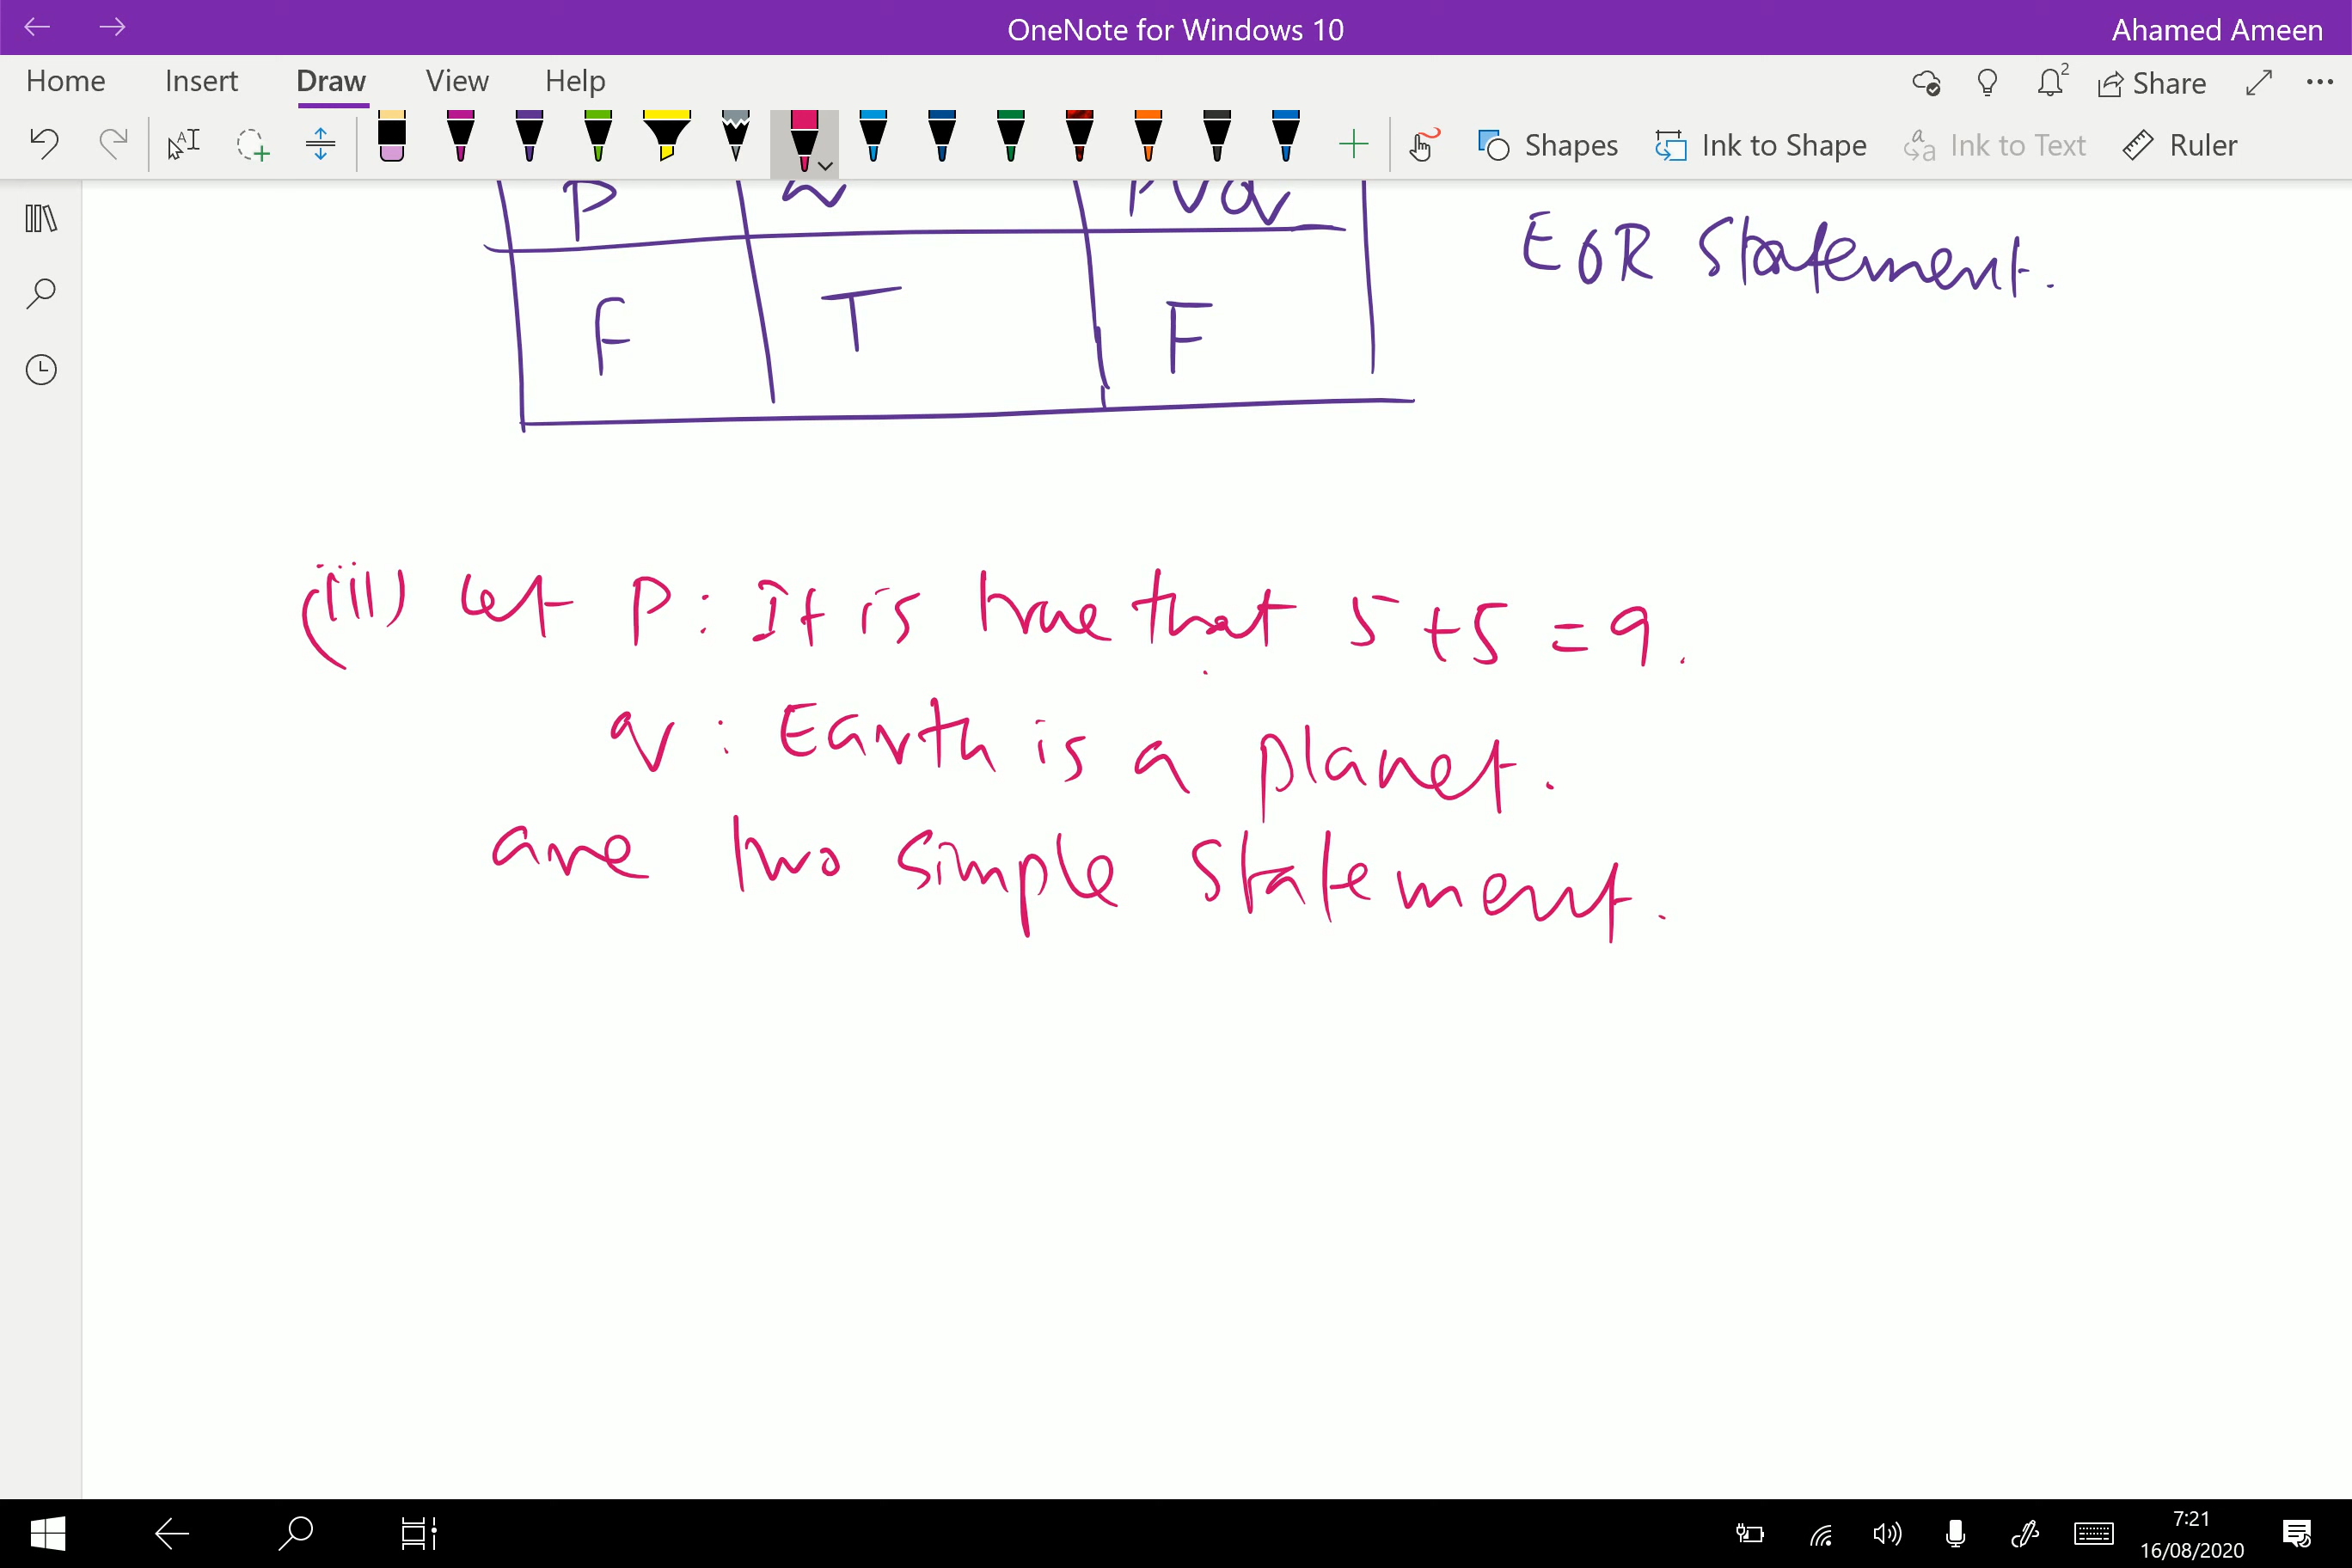 OneNote for Windows 10
Ahamed Ameen
Home Insert Draw View Help
2
Share
Shapes
Ink to Shape
Ink to Text
Ruler
P
p∨q
EOR Statement.
F T F
(iii) let P : It is true that 5 + 5 = 9.
q : Earth is a planet.
are two simple statement.
7:21
16/08/2020